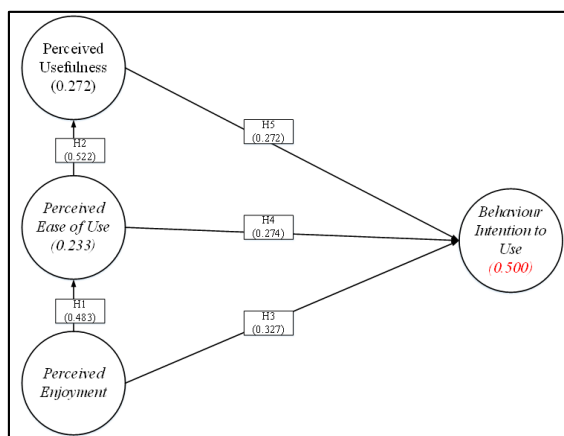 Perceived
Usefulness
(0.272)
H5
(0.272)
H2
(0.522)
Perceived
Ease of Use
(0.233)
H4
(0.274)
Behaviour
Intention to
Use
(0.500)
H1
(0.483)
H3
(0.327)
Perceived
Enjoyment